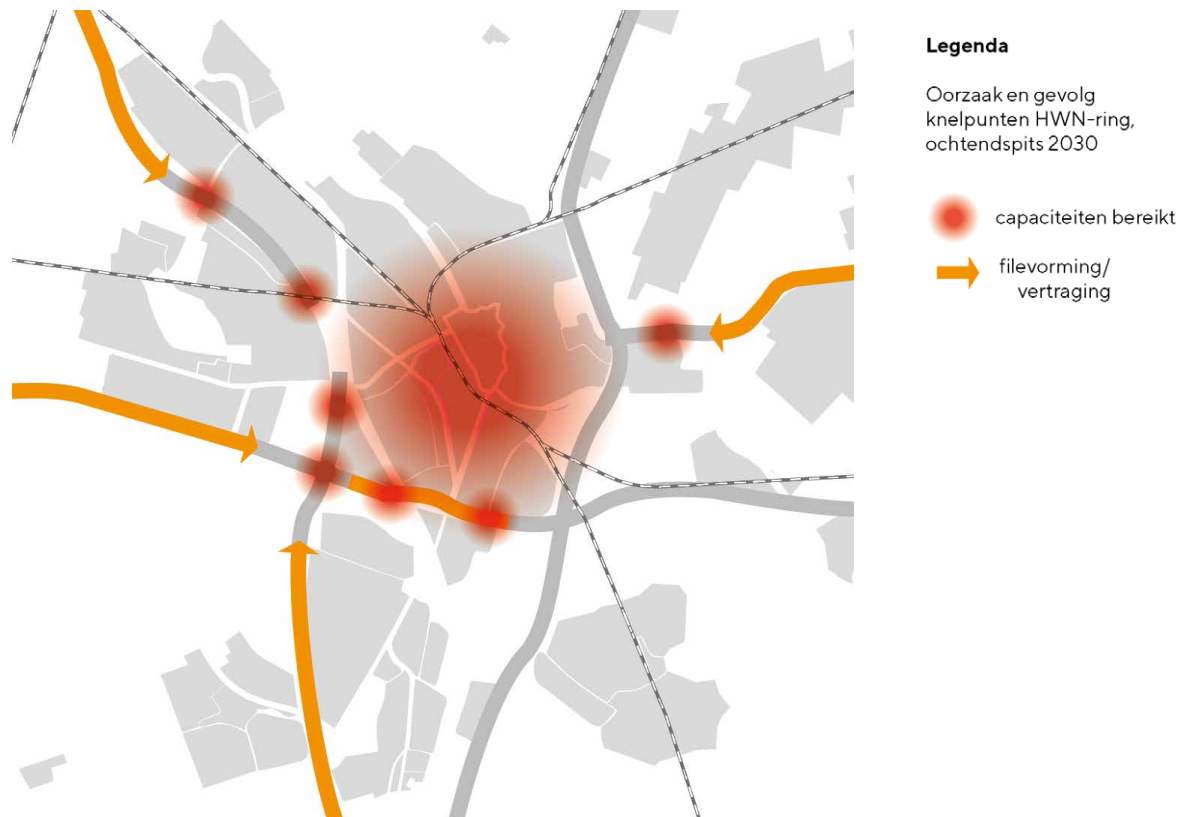 Legenda
Oorzaak en gevolg
knelpunten HWN-ring,
ochtendspits 2030
capaciteiten bereikt
filevorming/
vertraging